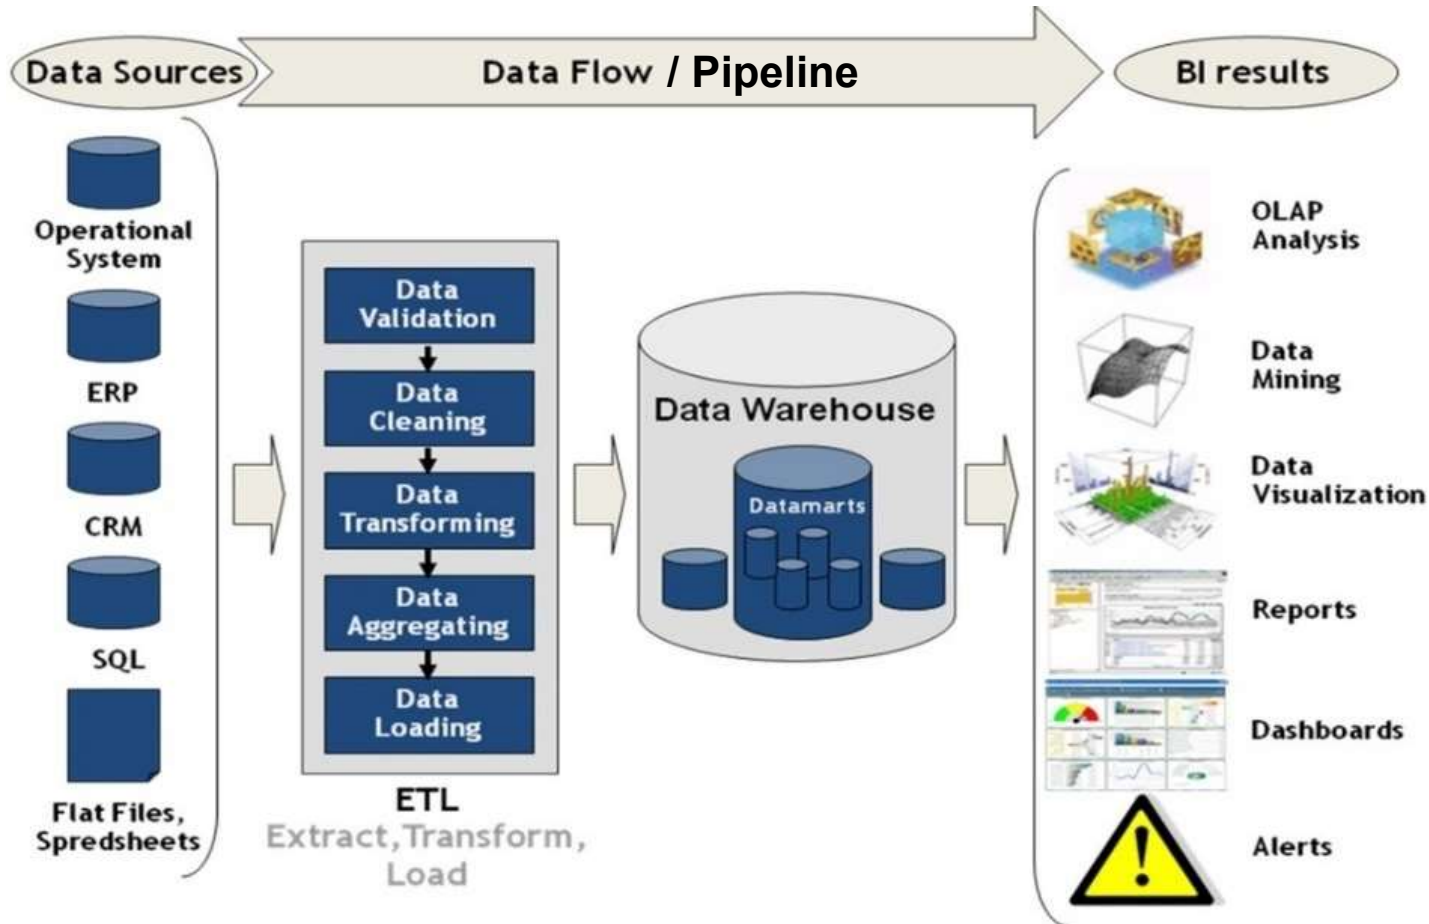 Data Sources
Data Flow / Pipeline
BI results
Operational
System
ERP
CRM
SQL
Flat Files,
Spredsheets
Data
Validation
Data
Cleaning
Data
Transforming
Data
Aggregating
Data
Loading
ETL
Extract,Transform,
Load
Data Warehouse
Datamarts
OLAP
Analysis
Data
Mining
Data
Visualization
Reports
Dashboards
Alerts